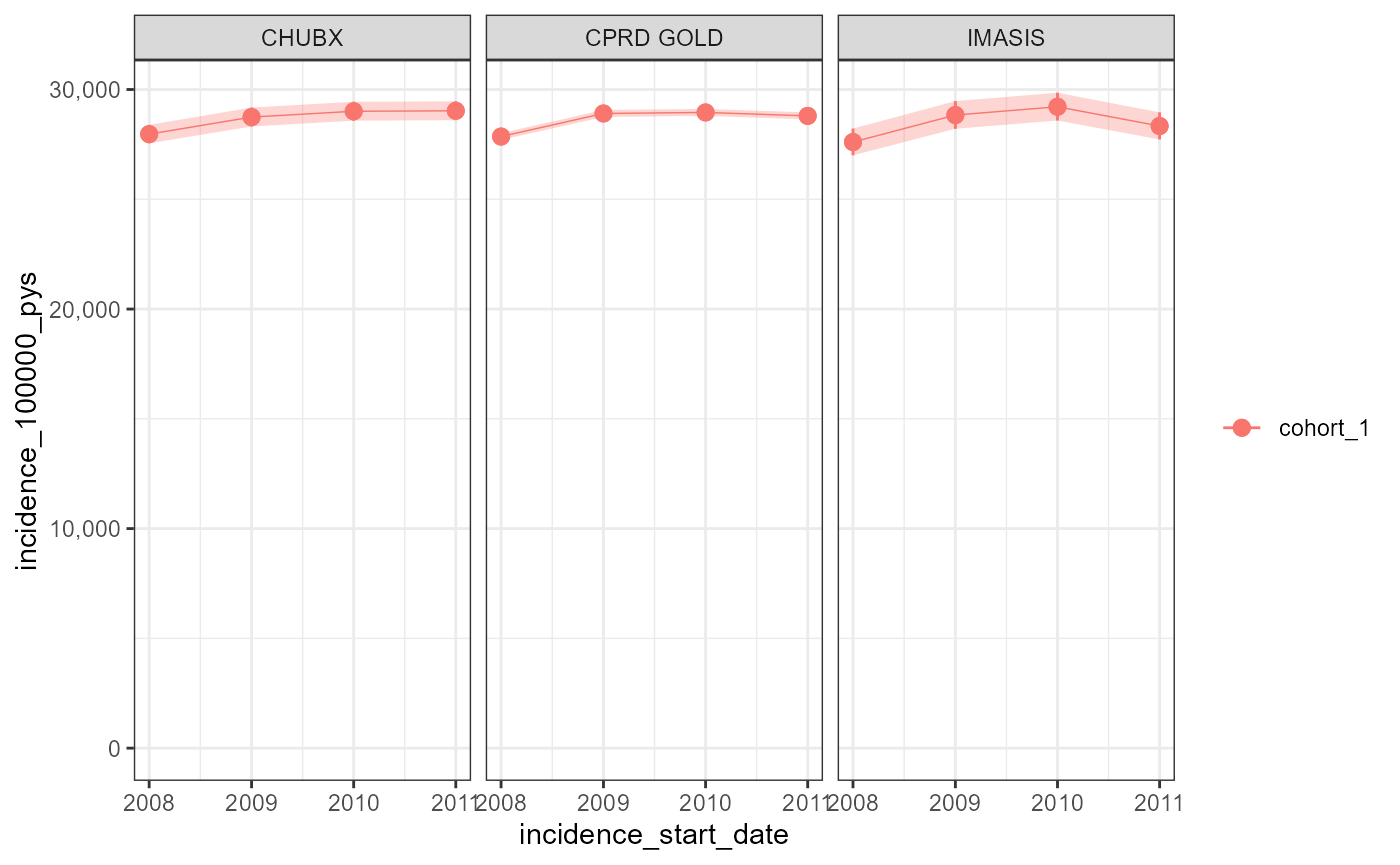 CHUBX CPRD GOLD IMASIS
30,000
20,000
10,000
0
incidence_100000_pys
2008 2009 2010 2011 2008 2009 2010 2011 2008 2009 2010 2011
incidence_start_date
cohort_1